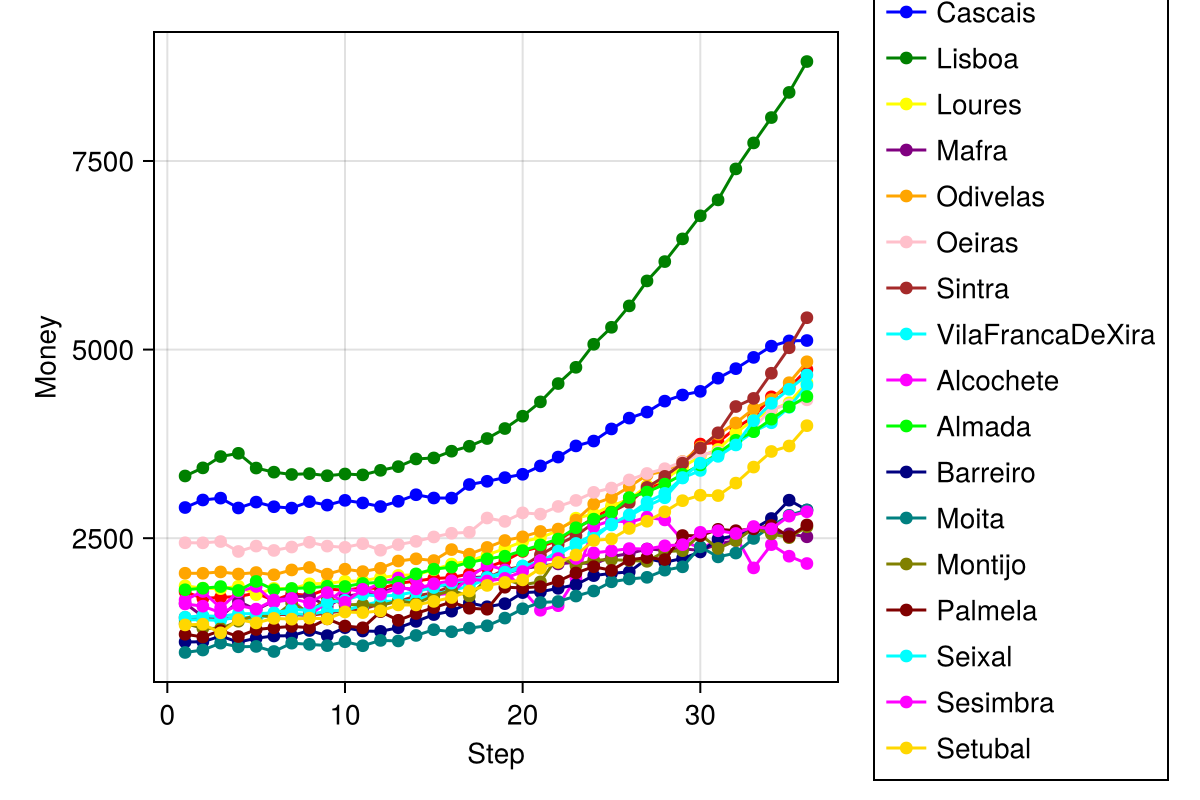 Cascais
Lisboa
Loures
Mafra
Odivelas
Oeiras
Sintra
VilaFrancaDeXira
Alcochete
Almada
Barreiro
Moita
Montijo
Palmela
Seixal
Sesimbra
Setubal
7500
5000
2500
Money
0 10 20 30
Step